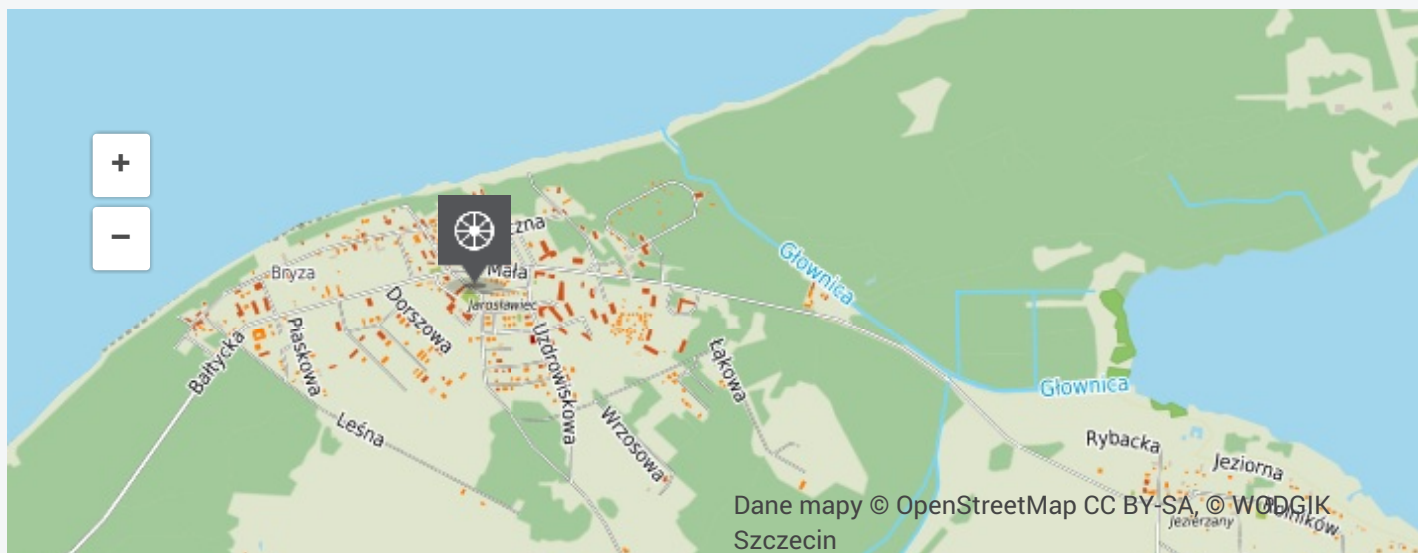 +
−
czna
Mała
Bryza
Jarosławiec
Dorszowa
Piaskowa
Bałtycka
Uzdrowiskowa
Łąkowa
Leśna
Wrzosowa
Głownica
Głownica
Rybacka
Jeziorna
Jezierzany
Dane mapy © OpenStreetMap CC BY-SA, © WODGIK
Szczecin